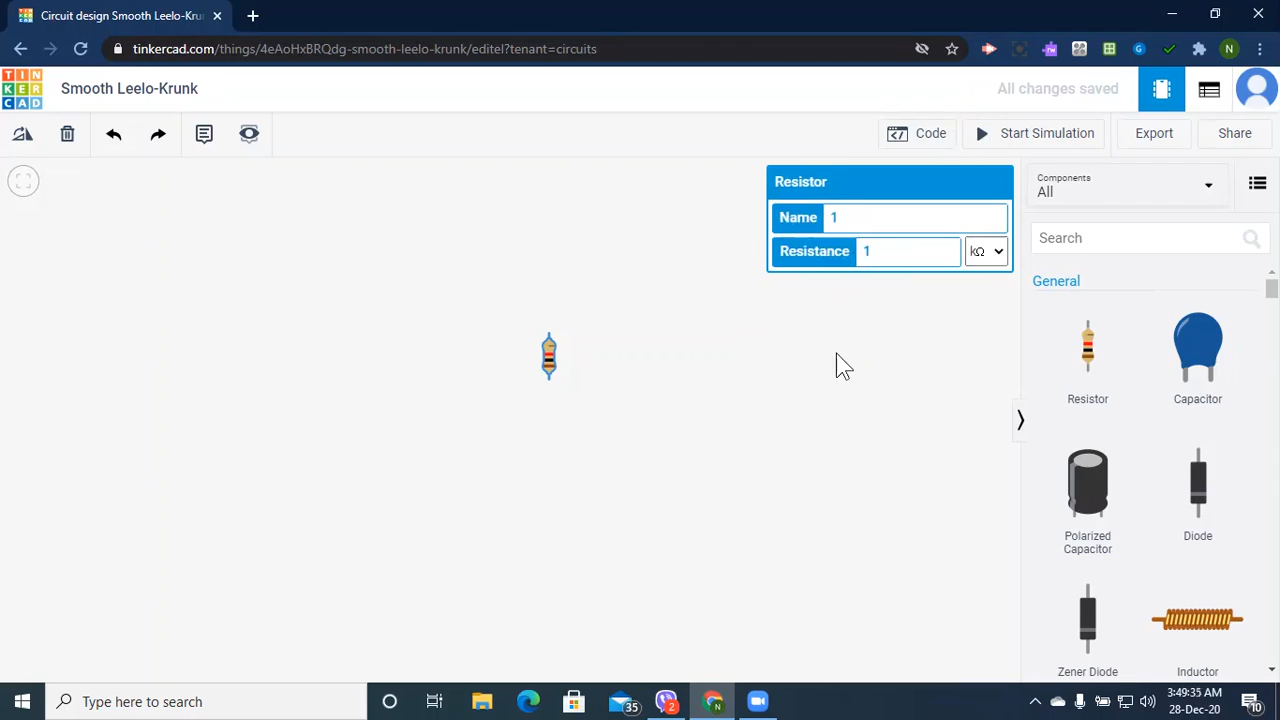 Circuit design Smooth Leelo-Kru
tinkercad.com/things/4eAoHxBRQdg-smooth-leelo-krunk/editel?tenant=circuits
N
TIN
KER
CAD
Smooth Leelo-Krunk
All changes saved
Code
Start Simulation
Export
Share
Resistor
Name 1
Resistance 1 kΩ
Components
All
Search
General
Resistor
Capacitor
Polarized
Capacitor
Diode
Zener Diode
Inductor
Type here to search
35
2
N
3:49:35 AM
28-Dec-20
10